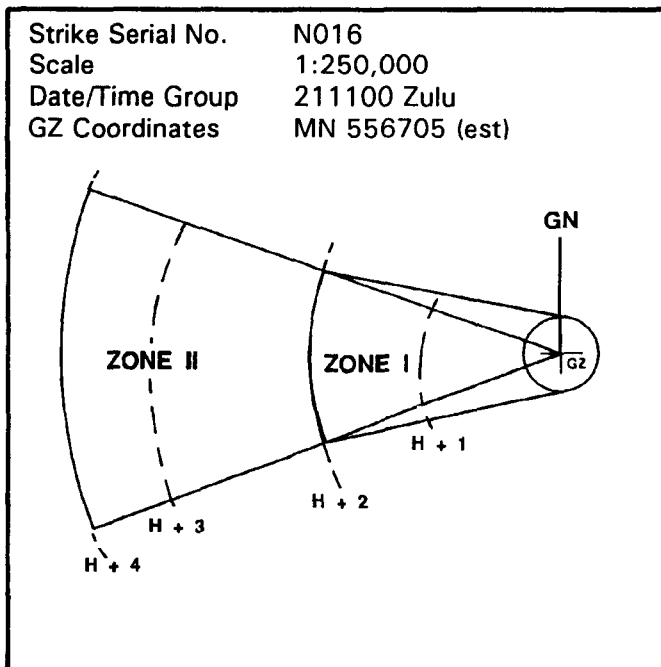 Strike Serial No. N016
Scale 1:250,000
Date/Time Group 211100 Zulu
GZ Coordinates MN 556705 (est)
GN
ZONE II
ZONE I
GZ
H + 1
H + 2
H + 3
H + 4